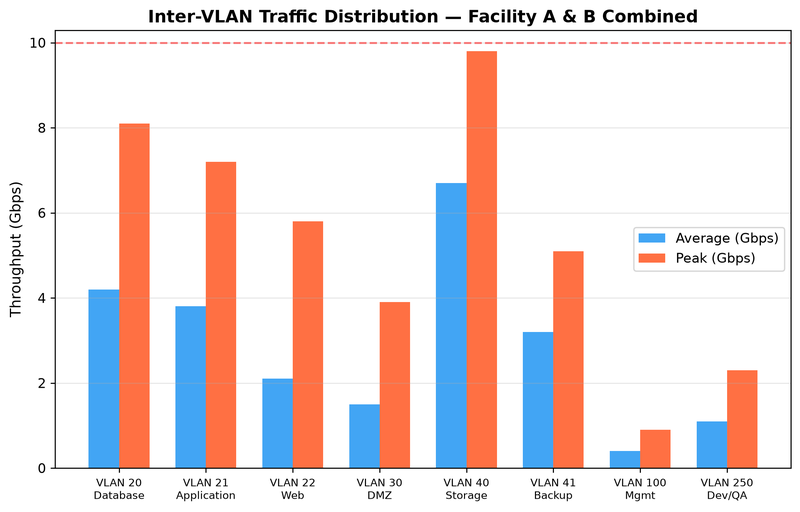 Inter-VLAN Traffic Distribution — Facility A & B Combined
Throughput (Gbps)
10
8
6
4
2
0
Average (Gbps)
Peak (Gbps)
VLAN 20
Database
VLAN 21
Application
VLAN 22
Web
VLAN 30
DMZ
VLAN 40
Storage
VLAN 41
Backup
VLAN 100
Mgmt
VLAN 250
Dev/QA